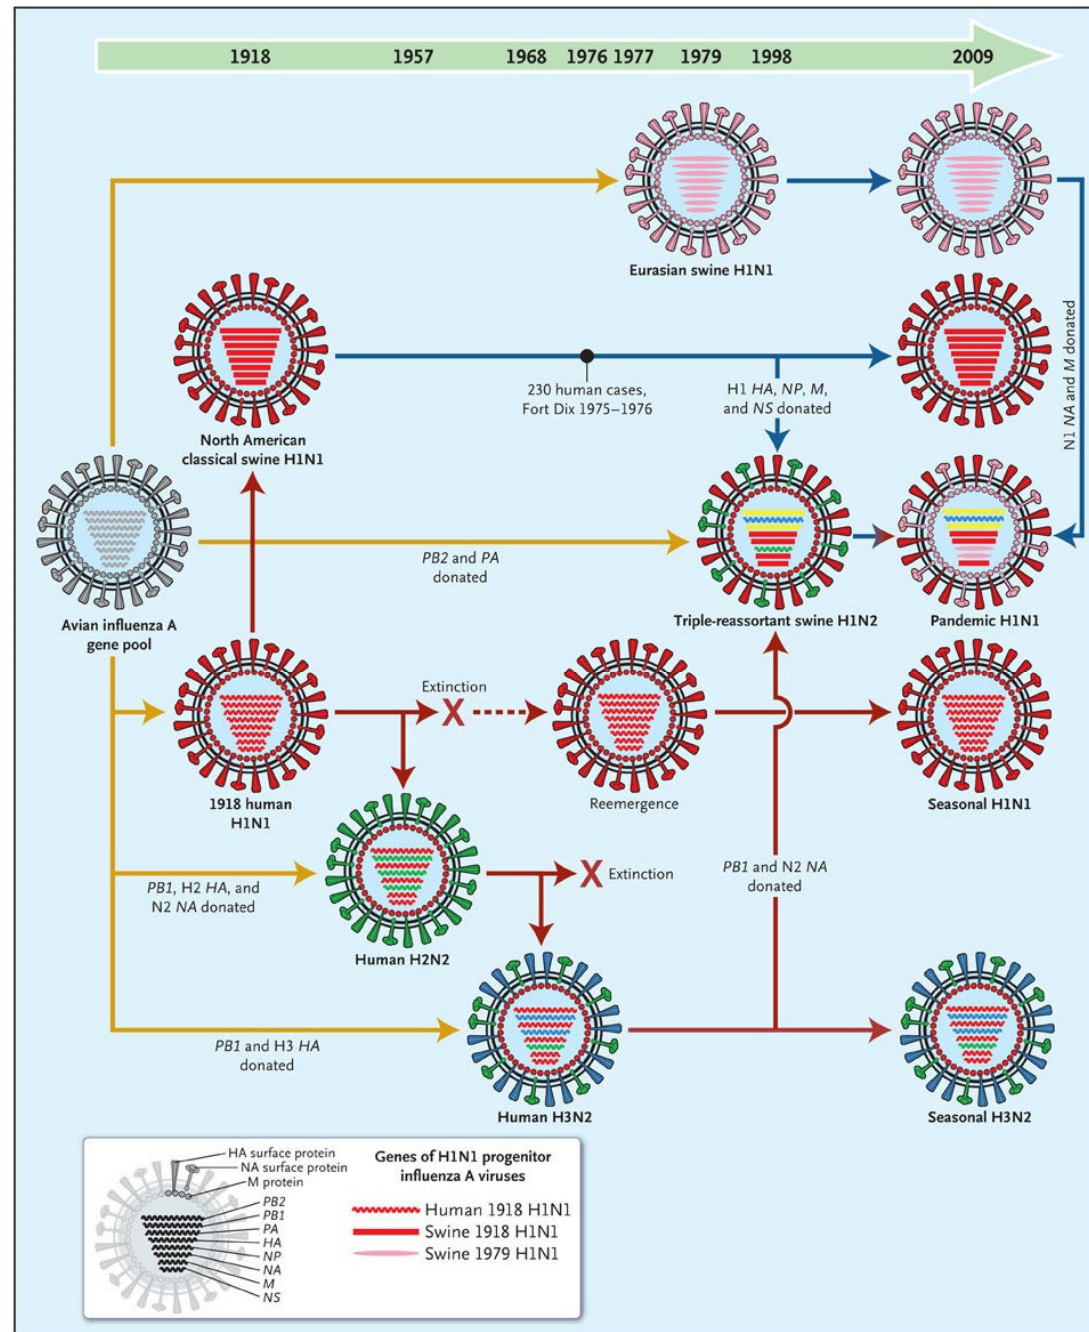 1918 1957 1968 1976 1977 1979 1998 2009
Eurasian swine H1N1
N1 NA and M donated
230 human cases,
Fort Dix 1975–1976
H1 HA, NP, M,
and NS donated
North American
classical swine H1N1
PB2 and PA
donated
Avian influenza A
gene pool
Triple-reassortant swine H1N2
Pandemic H1N1
Extinction
X
1918 human
H1N1
Reemergence
Seasonal H1N1
PB1, H2 HA, and
N2 NA donated
X Extinction
PB1 and N2 NA
donated
Human H2N2
PB1 and H3 HA
donated
Human H3N2
Seasonal H3N2
HA surface protein
NA surface protein
M protein
PB2
PB1
PA
HA
NP
NA
M
NS
Genes of H1N1 progenitor
influenza A viruses
Human 1918 H1N1
Swine 1918 H1N1
Swine 1979 H1N1